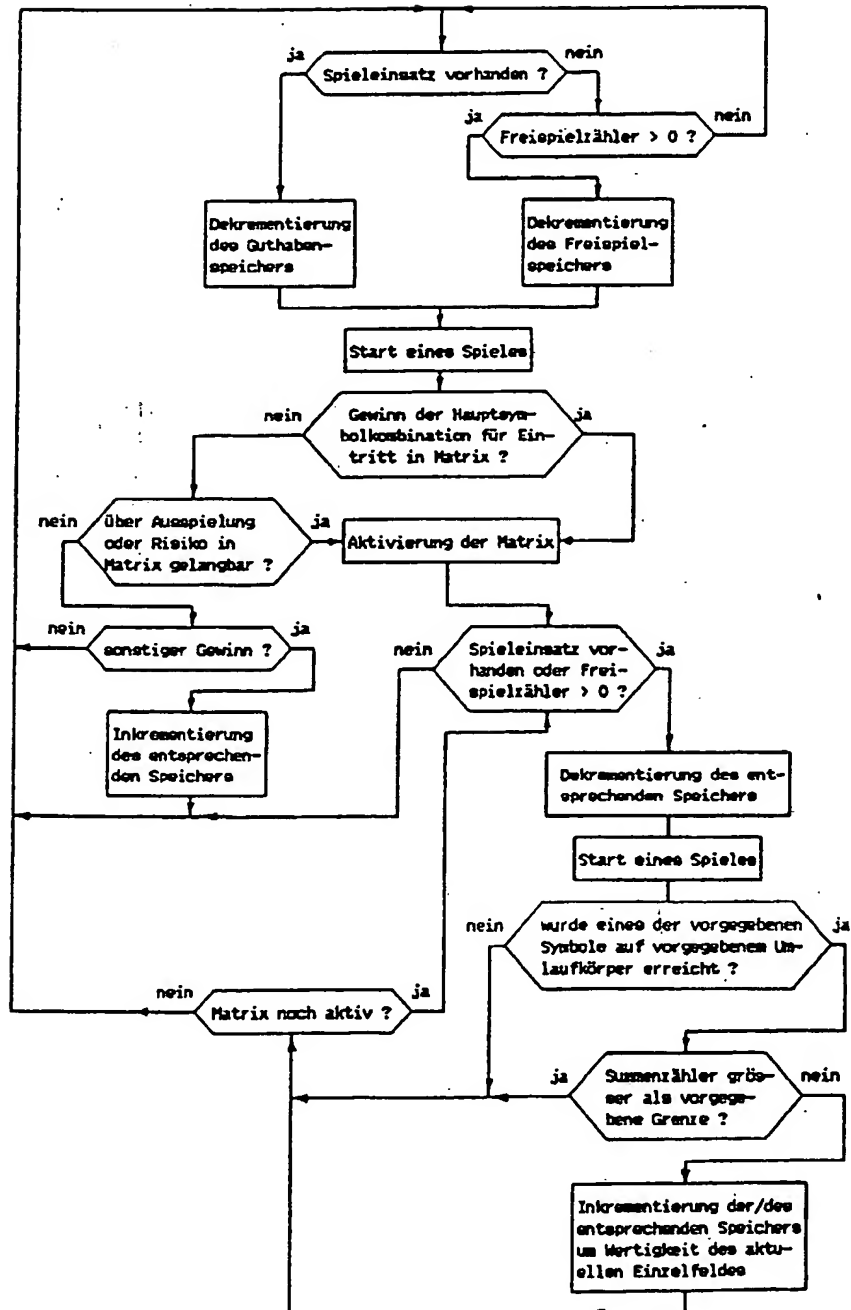 ja
nein
Spieleinsatz vorhanden ?
ja
nein
Freispielzähler > 0 ?
Dekrementierung
des Guthaben-
speichers
Dekrementierung
des Freispiel-
speichers
Start eines Spieles
nein
Gewinn der Hauptsym-
bolkombination für Ein-
tritt in Matrix ?
ja
nein
über Ausspielung
oder Risiko in
Matrix gelangbar ?
ja
Aktivierung der Matrix
nein
sonstiger Gewinn ?
ja
nein
Spieleinsatz vor-
handen oder Frei-
spielzähler > 0 ?
ja
Inkrementierung
des entsprechen-
den Speichers
Dekrementierung des ent-
sprechenden Speichers
Start eines Spieles
nein
wurde eines der vorgegebenen
Symbole auf vorgegebenem Um-
laufkörper erreicht ?
ja
nein
Matrix noch aktiv ?
ja
ja
Summenzähler grös-
ser als vorgege-
bene Grenze ?
nein
Inkrementierung der/des
entsprechenden Speichers
um Wertigkeit des aktu-
ellen Einzelfeldes